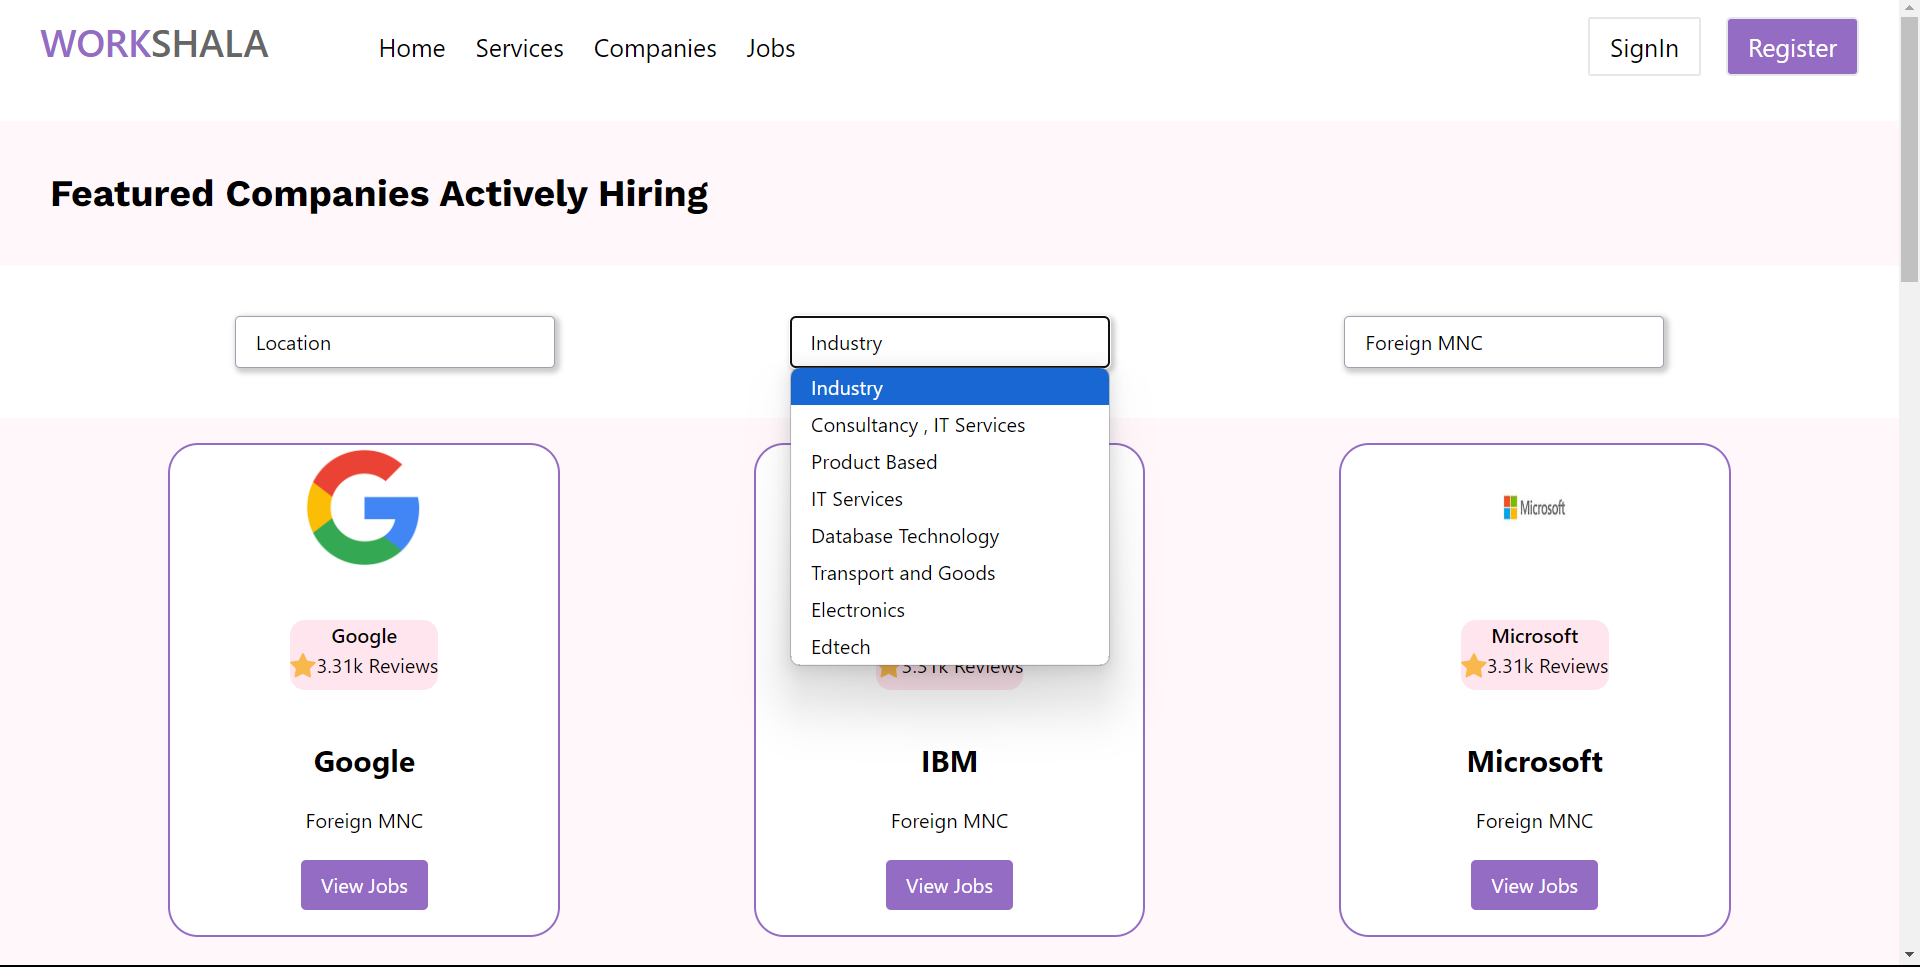 WORKSHALA
Home Services Companies Jobs
SignIn Register
Featured Companies Actively Hiring
Location
Industry
Foreign MNC
Industry
Consultancy , IT Services
Product Based
IT Services
Database Technology
Transport and Goods
Electronics
Edtech
Google
3.31k Reviews
Google
Foreign MNC
View Jobs
3.31k Reviews
IBM
Foreign MNC
View Jobs
Microsoft
Microsoft
3.31k Reviews
Microsoft
Foreign MNC
View Jobs